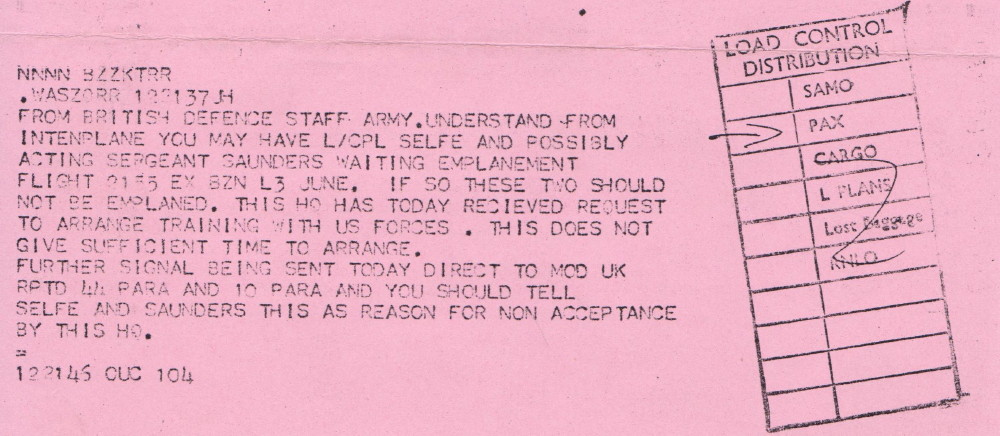 NNNN BZZKTRR
.WASZORR 122137JH
FROM BRITISH DEFENCE STAFF ARMY.UNDERSTAND FROM
INTENPLANE YOU MAY HAVE L/CPL SELFE AND POSSIBLY
ACTING SERGEANT SAUNDERS WAITING EMPLANEMENT
FLIGHT EX BZN L3 JUNE. IF SO THESE TWO SHOULD
NOT BE EMPLANED. THIS HQ HAS TODAY RECIEVED REQUEST
TO ARRANGE TRAINING WITH US FORCES . THIS DOES NOT
GIVE SUFFICIENT TIME TO ARRANGE.
FURTHER SIGNAL BEING SENT TODAY DIRECT TO MOD UK
RPTD 44 PARA AND 10 PARA AND YOU SHOULD TELL
SELFE AND SAUNDERS THIS AS REASON FOR NON ACCEPTANCE
BY THIS HQ.
=
122146 CUC 104
LOAD CONTROL
DISTRIBUTION
SAMO
PAX
CARGO
L PLANS
Lost Baggage
RNLO